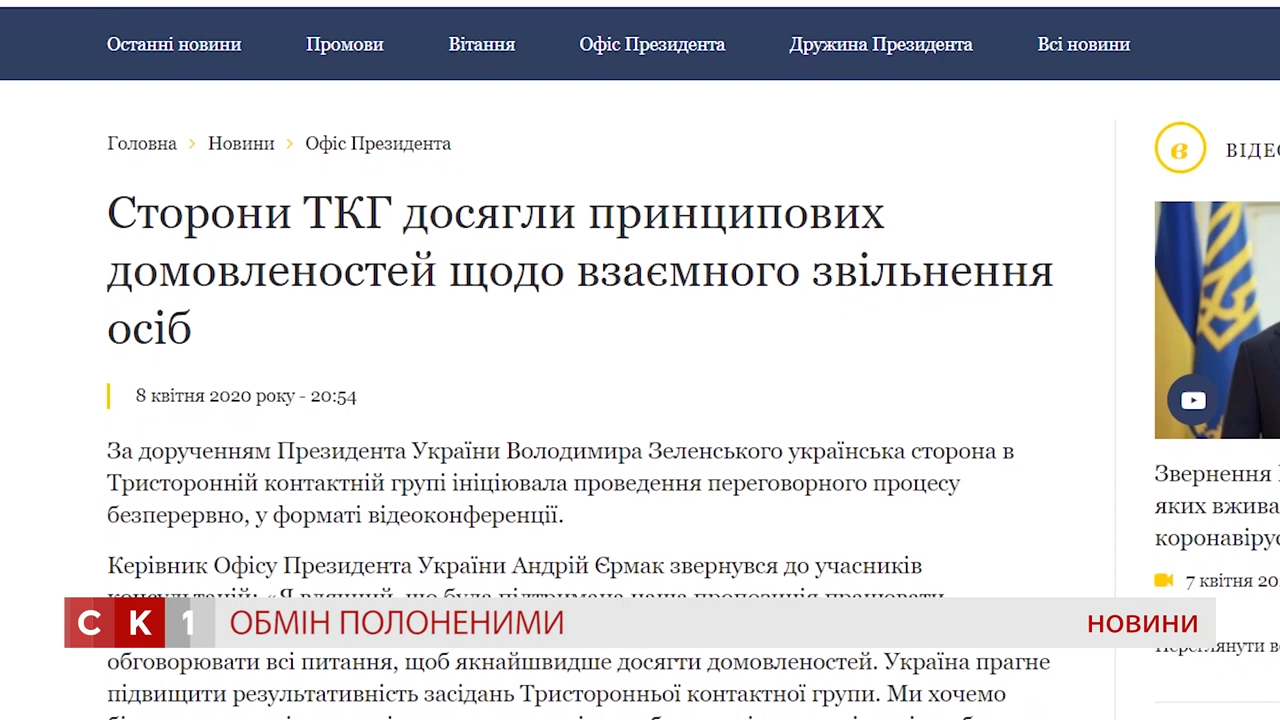 Останні новини Промови Вітання Офіс Президента Дружина Президента Всі новини
Головна > Новини > Офіс Президента
Сторони ТКГ досягли принципових
домовленостей щодо взаємного звільнення
осіб
8 квітня 2020 року - 20:54
За дорученням Президента України Володимира Зеленського українська сторона в
Тристоронній контактній групі ініціювала проведення переговорного процесу
безперервно, у форматі відеоконференції.
Керівник Офісу Президента України Андрій Єрмак звернувся до учасників
СК1 ОБМІН ПОЛОНЕНИМИ НОВИНИ
обговорювати всі питання, щоб якнайшвидше досягти домовленостей. Україна прагне
підвищити результативність засідань Тристоронньої контактної групи. Ми хочемо
в ВІДЕО
Звернення
яких вжива
коронавірус
7 квітня 20
Переглянути в